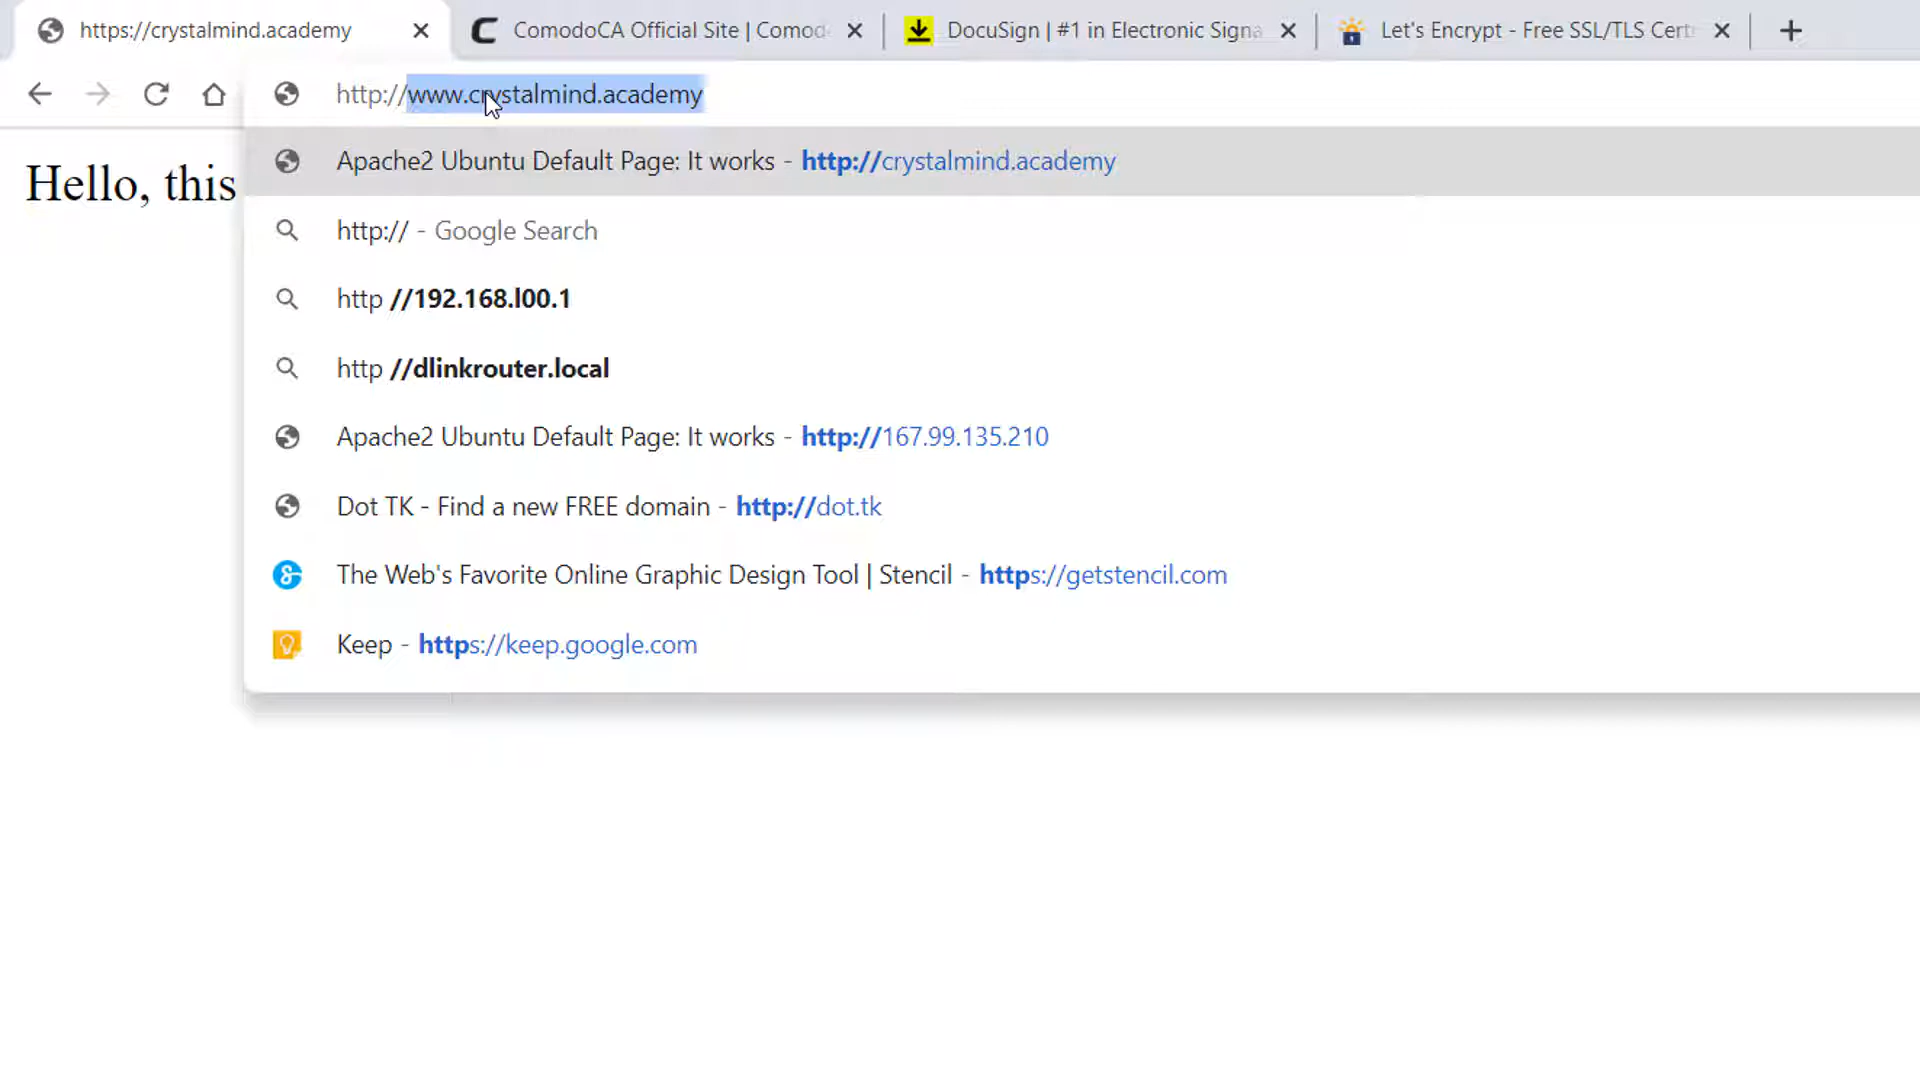 https://crystalmind.academy
ComodoCA Official Site | Comod
DocuSign | #1 in Electronic Signa
Let's Encrypt - Free SSL/TLS Cert
http://www.crystalmind.academy
Hello, this
Apache2 Ubuntu Default Page: It works - http://crystalmind.academy
http:// - Google Search
http //192.168.l00.1
http //dlinkrouter.local
Apache2 Ubuntu Default Page: It works - http://167.99.135.210
Dot TK - Find a new FREE domain - http://dot.tk
The Web's Favorite Online Graphic Design Tool | Stencil - https://getstencil.com
Keep - https://keep.google.com